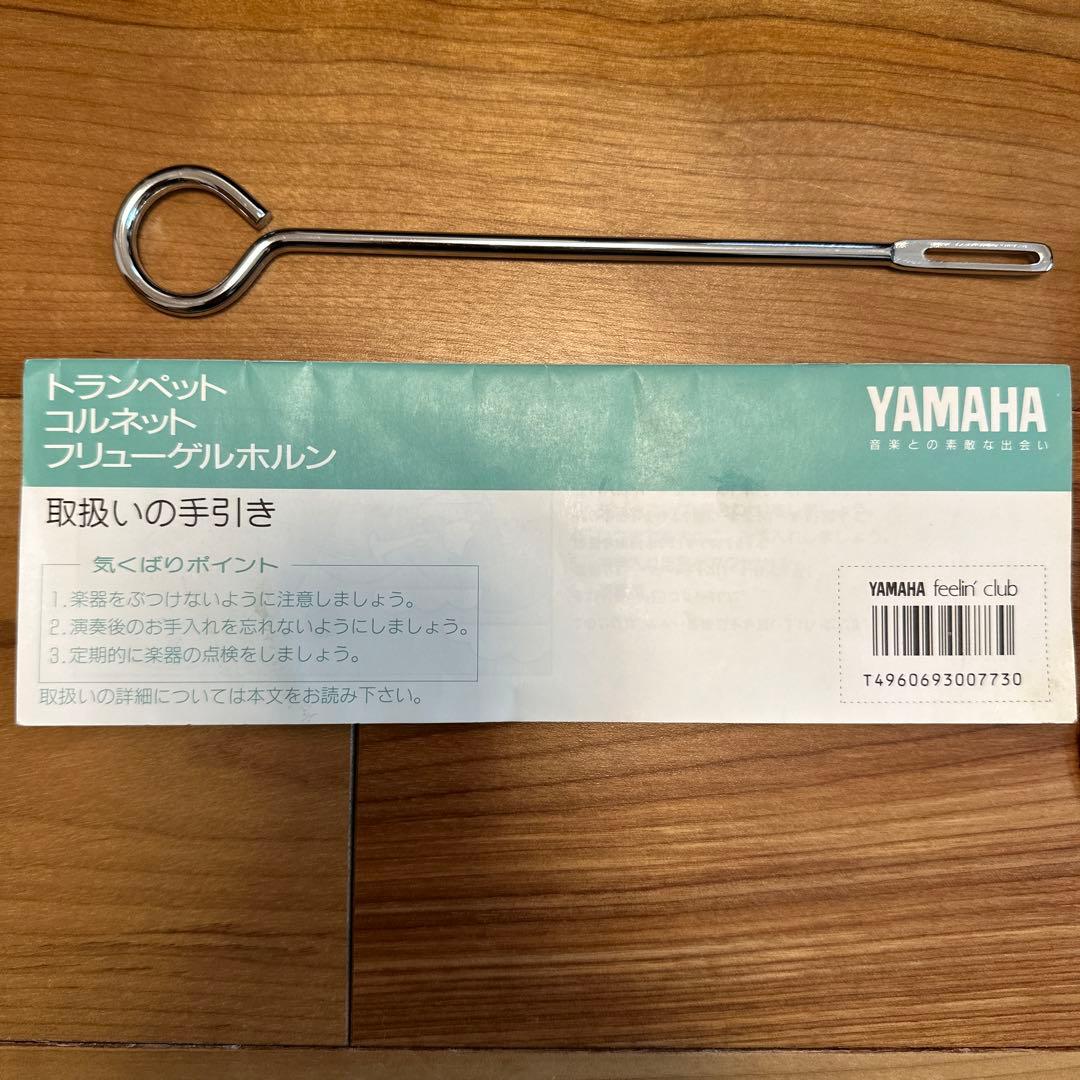 トランペット
コルネット
フリューゲルホルン
YAMAHA
音楽との素敵な出会い
取扱いの手引き
気くばりポイント
1.楽器をぶつけないように注意しましょう。
2.演奏後のお手入れを忘れないようにしましょう。
3.定期的に楽器の点検をしましょう。
取扱いの詳細については本文をお読み下さい。
YAMAHA feelin' club
T4960693007730